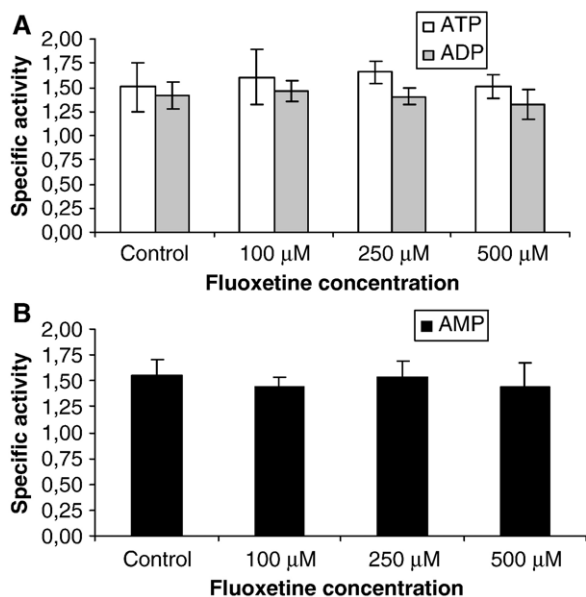 A
ATP
ADP
2,00
1,75
1,50
1,25
1,00
0,75
0,50
0,25
0,00
Specific activity
Control 100 μM 250 μM 500 μM
Fluoxetine concentration
B
AMP
2,00
1,75
1,50
1,25
1,00
0,75
0,50
0,25
0,00
Specific activity
Control 100 μM 250 μM 500 μM
Fluoxetine concentration